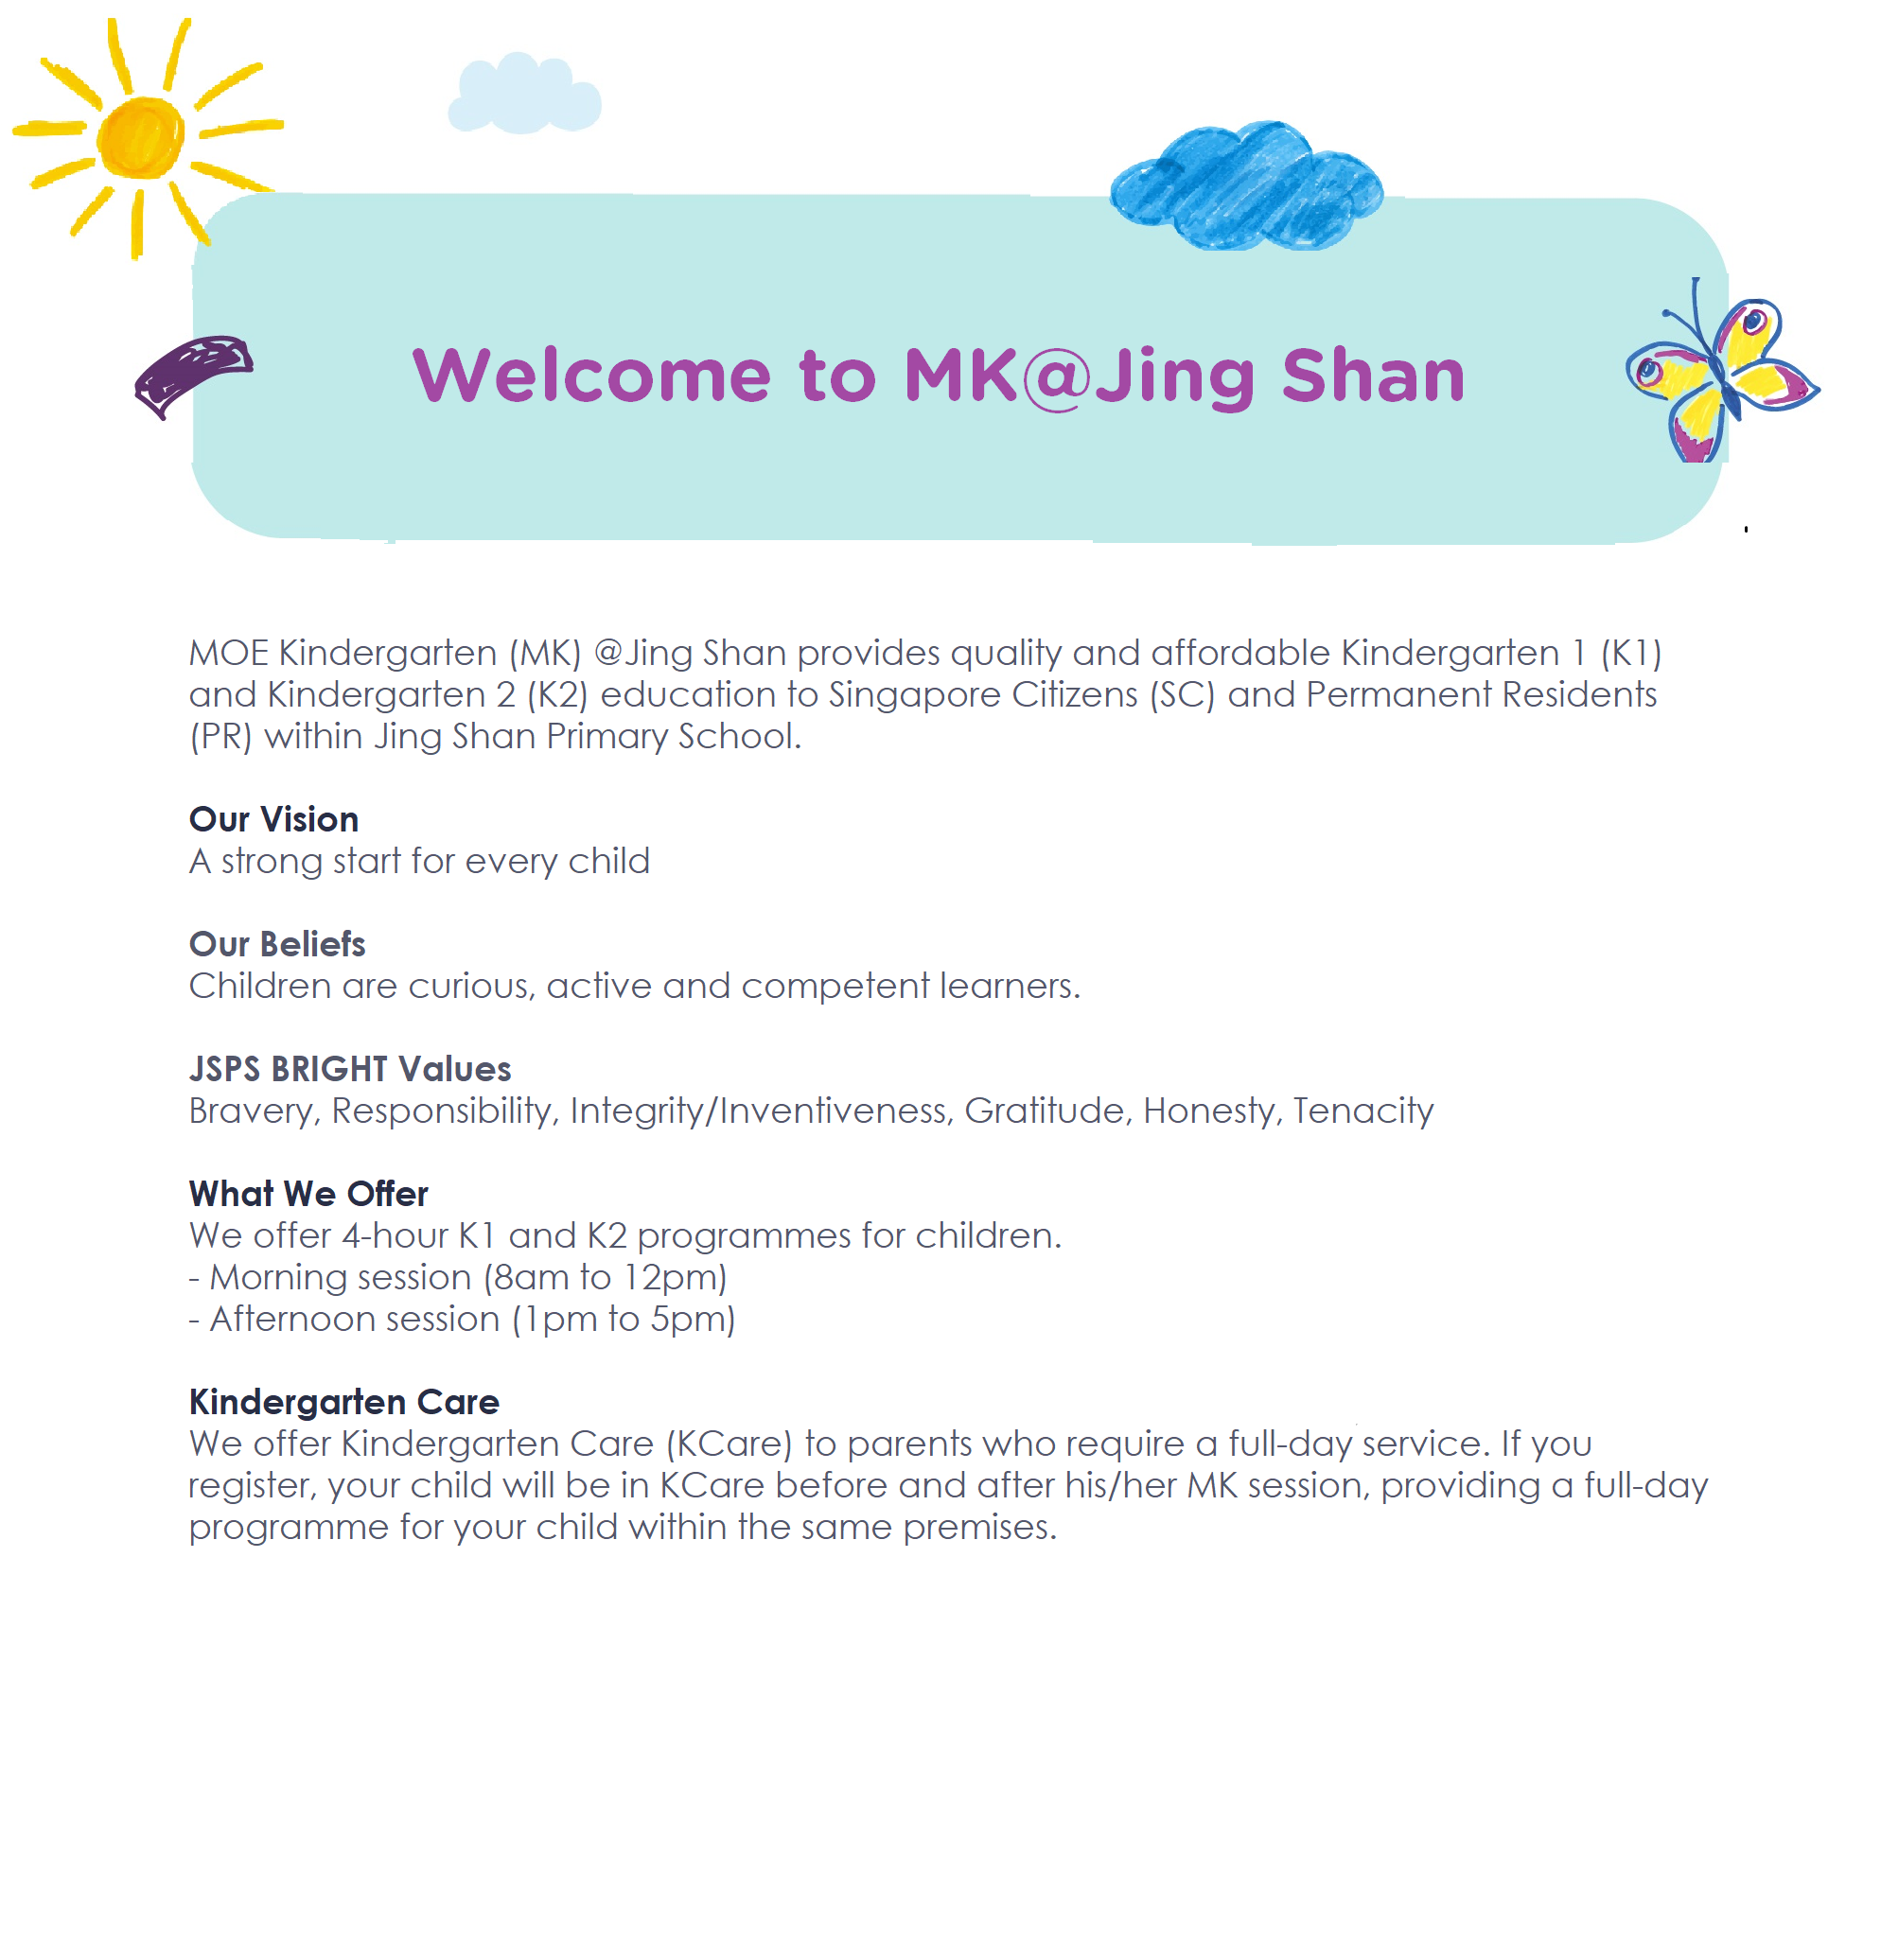 Welcome to MK@Jing Shan
MOE Kindergarten (MK) @Jing Shan provides quality and affordable Kindergarten 1 (K1)
and Kindergarten 2 (K2) education to Singapore Citizens (SC) and Permanent Residents
(PR) within Jing Shan Primary School.
Our Vision
A strong start for every child
Our Beliefs
Children are curious, active and competent learners.
JSPS BRIGHT Values
Bravery, Responsibility, Integrity/Inventiveness, Gratitude, Honesty, Tenacity
What We Offer
We offer 4-hour K1 and K2 programmes for children.
- Morning session (8am to 12pm)
- Afternoon session (1pm to 5pm)
Kindergarten Care
We offer Kindergarten Care (KCare) to parents who require a full-day service. If you
register, your child will be in KCare before and after his/her MK session, providing a full-day
programme for your child within the same premises.